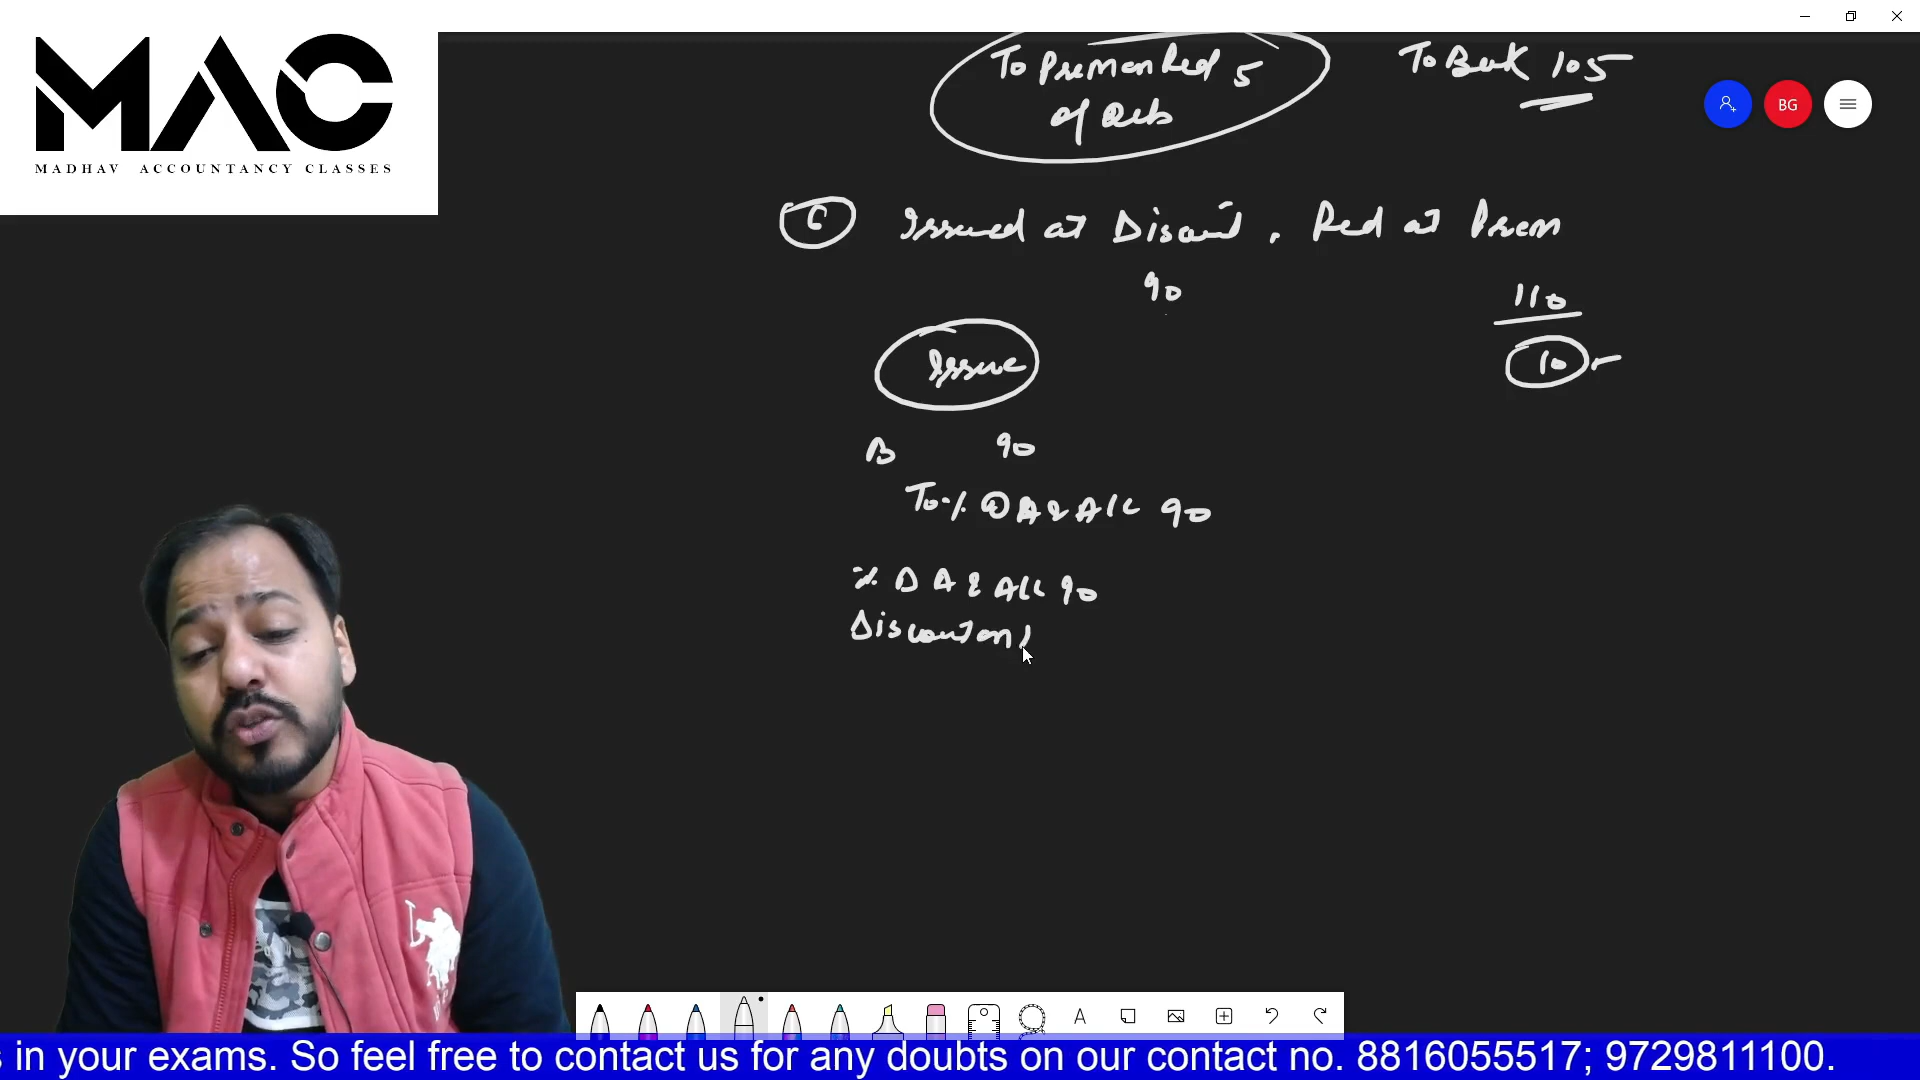 MAC
MADHAV ACCOUNTANCY CLASSES
To Prem on Red 5
of Deb
To Bank 105
BG
6 Issued at Discount, Red at Prem
90
110
10
Issue
B 90
To % D A & A/C 90
% D A & A/C 90
Discount on I
A
s in your exams. So feel free to contact us for any doubts on our contact no. 8816055517; 9729811100.